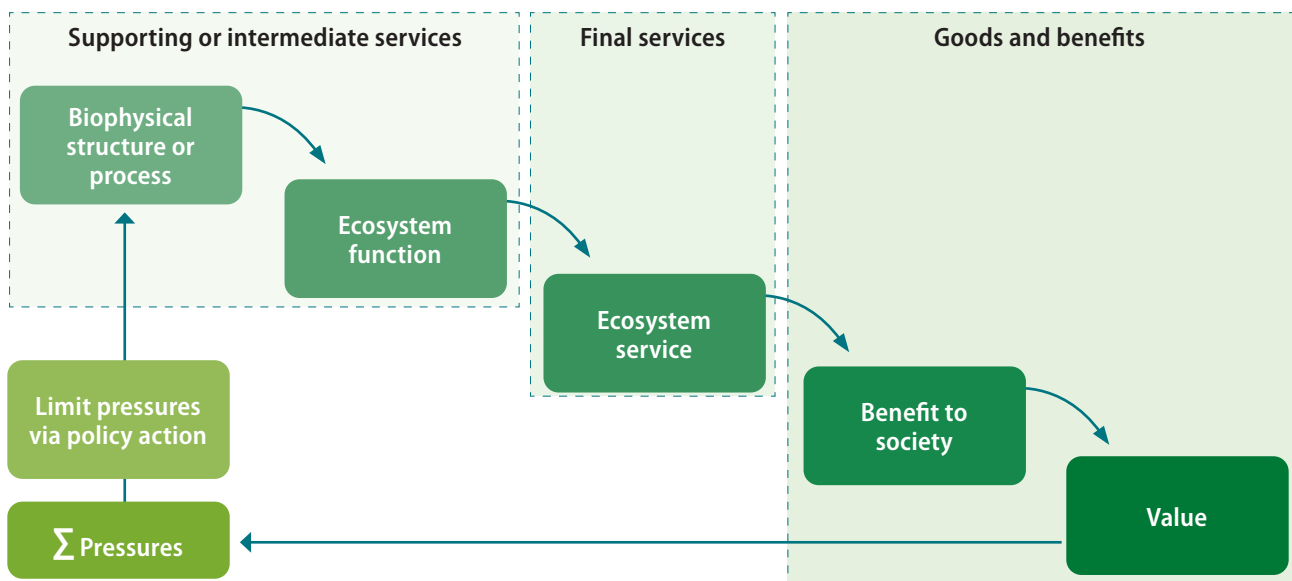 Supporting or intermediate services
Final services
Goods and benefits
Biophysical
structure or
process
Ecosystem
function
Ecosystem
service
Benefit to
society
Value
Limit pressures
via policy action
∑ Pressures